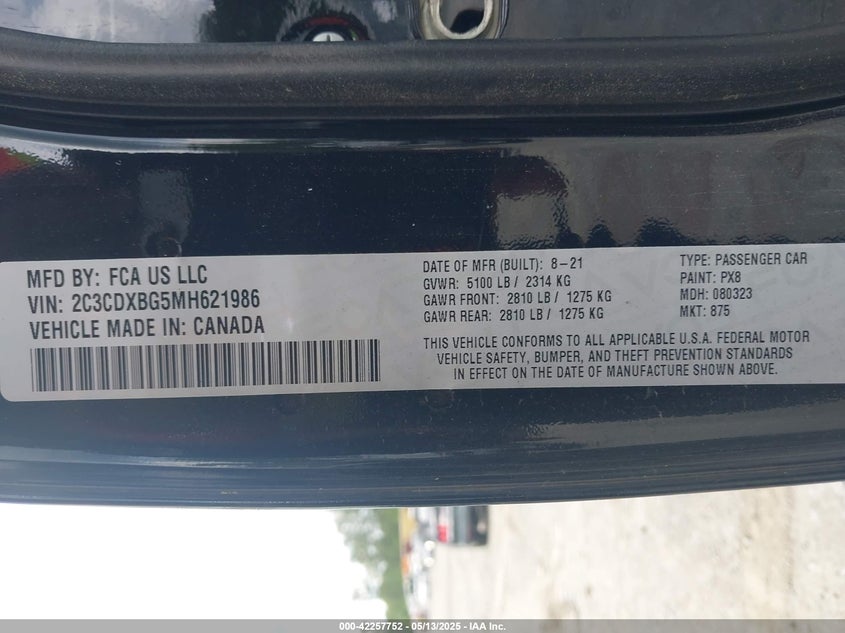 MFD BY: FCA US LLC
VIN: 2C3CDXBG5MH621986
VEHICLE MADE IN: CANADA
DATE OF MFR (BUILT): 8-21
GVWR: 5100 LB / 2314 KG
GAWR FRONT: 2810 LB / 1275 KG
GAWR REAR: 2810 LB / 1275 KG
TYPE: PASSENGER CAR
PAINT: PX8
MDH: 080323
MKT: 875
THIS VEHICLE CONFORMS TO ALL APPLICABLE U.S.A. FEDERAL MOTOR
VEHICLE SAFETY, BUMPER, AND THEFT PREVENTION STANDARDS
IN EFFECT ON THE DATE OF MANUFACTURE SHOWN ABOVE.
000-42257752 - 05/13/2025 - IAA Inc.